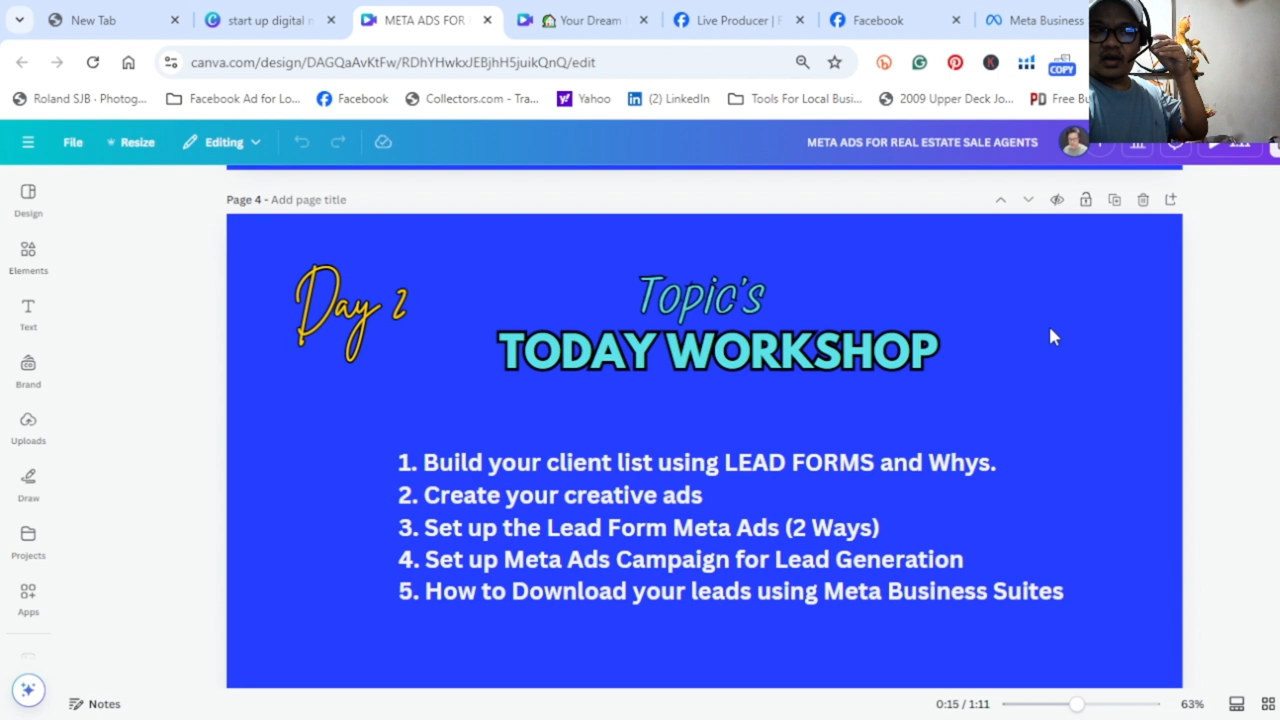 New Tab
start up digital n
META ADS FOR
Your Dream
Live Producer | F
Facebook
Meta Business
canva.com/design/DAGQaAvKtFw/RDhYHwkxJEBjhH5juikQnQ/edit
COPY
Roland SJB · Photog...
Facebook Ad for Lo...
Facebook
Collectors.com - Tra...
Yahoo
(2) LinkedIn
Tools For Local Busi...
2009 Upper Deck Jo...
Free Bu
File
Resize
Editing
META ADS FOR REAL ESTATE SALE AGENTS
1:11
Page 4 - Add page title
Design
Elements
Text
Brand
Uploads
Draw
Projects
Apps
Day 2
Topic's
TODAY WORKSHOP
1. Build your client list using LEAD FORMS and Whys.
2. Create your creative ads
3. Set up the Lead Form Meta Ads (2 Ways)
4. Set up Meta Ads Campaign for Lead Generation
5. How to Download your leads using Meta Business Suites
Notes
0:15 / 1:11
63%